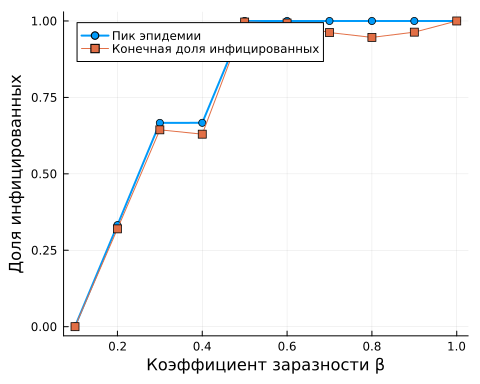 1.00
Пик эпидемии
Конечная доля инфицированных
0.75
0.50
0.25
0.00
Доля инфицированных
0.2 0.4 0.6 0.8 1.0
Коэффициент заразности β